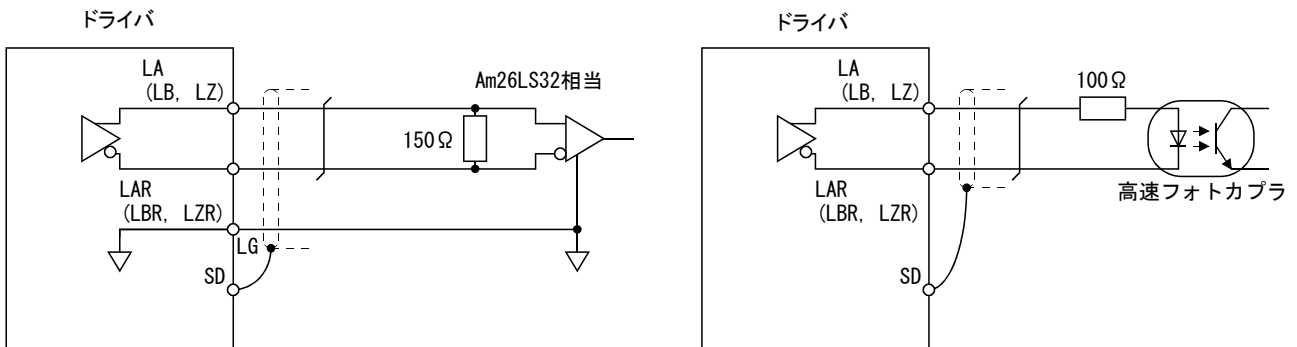 ドライバ
LA
(LB, LZ)
Am26LS32相当
150Ω
LAR
(LBR, LZR)
LG
SD
ドライバ
LA
(LB, LZ)
100Ω
LAR
(LBR, LZR)
高速フォトカプラ
SD